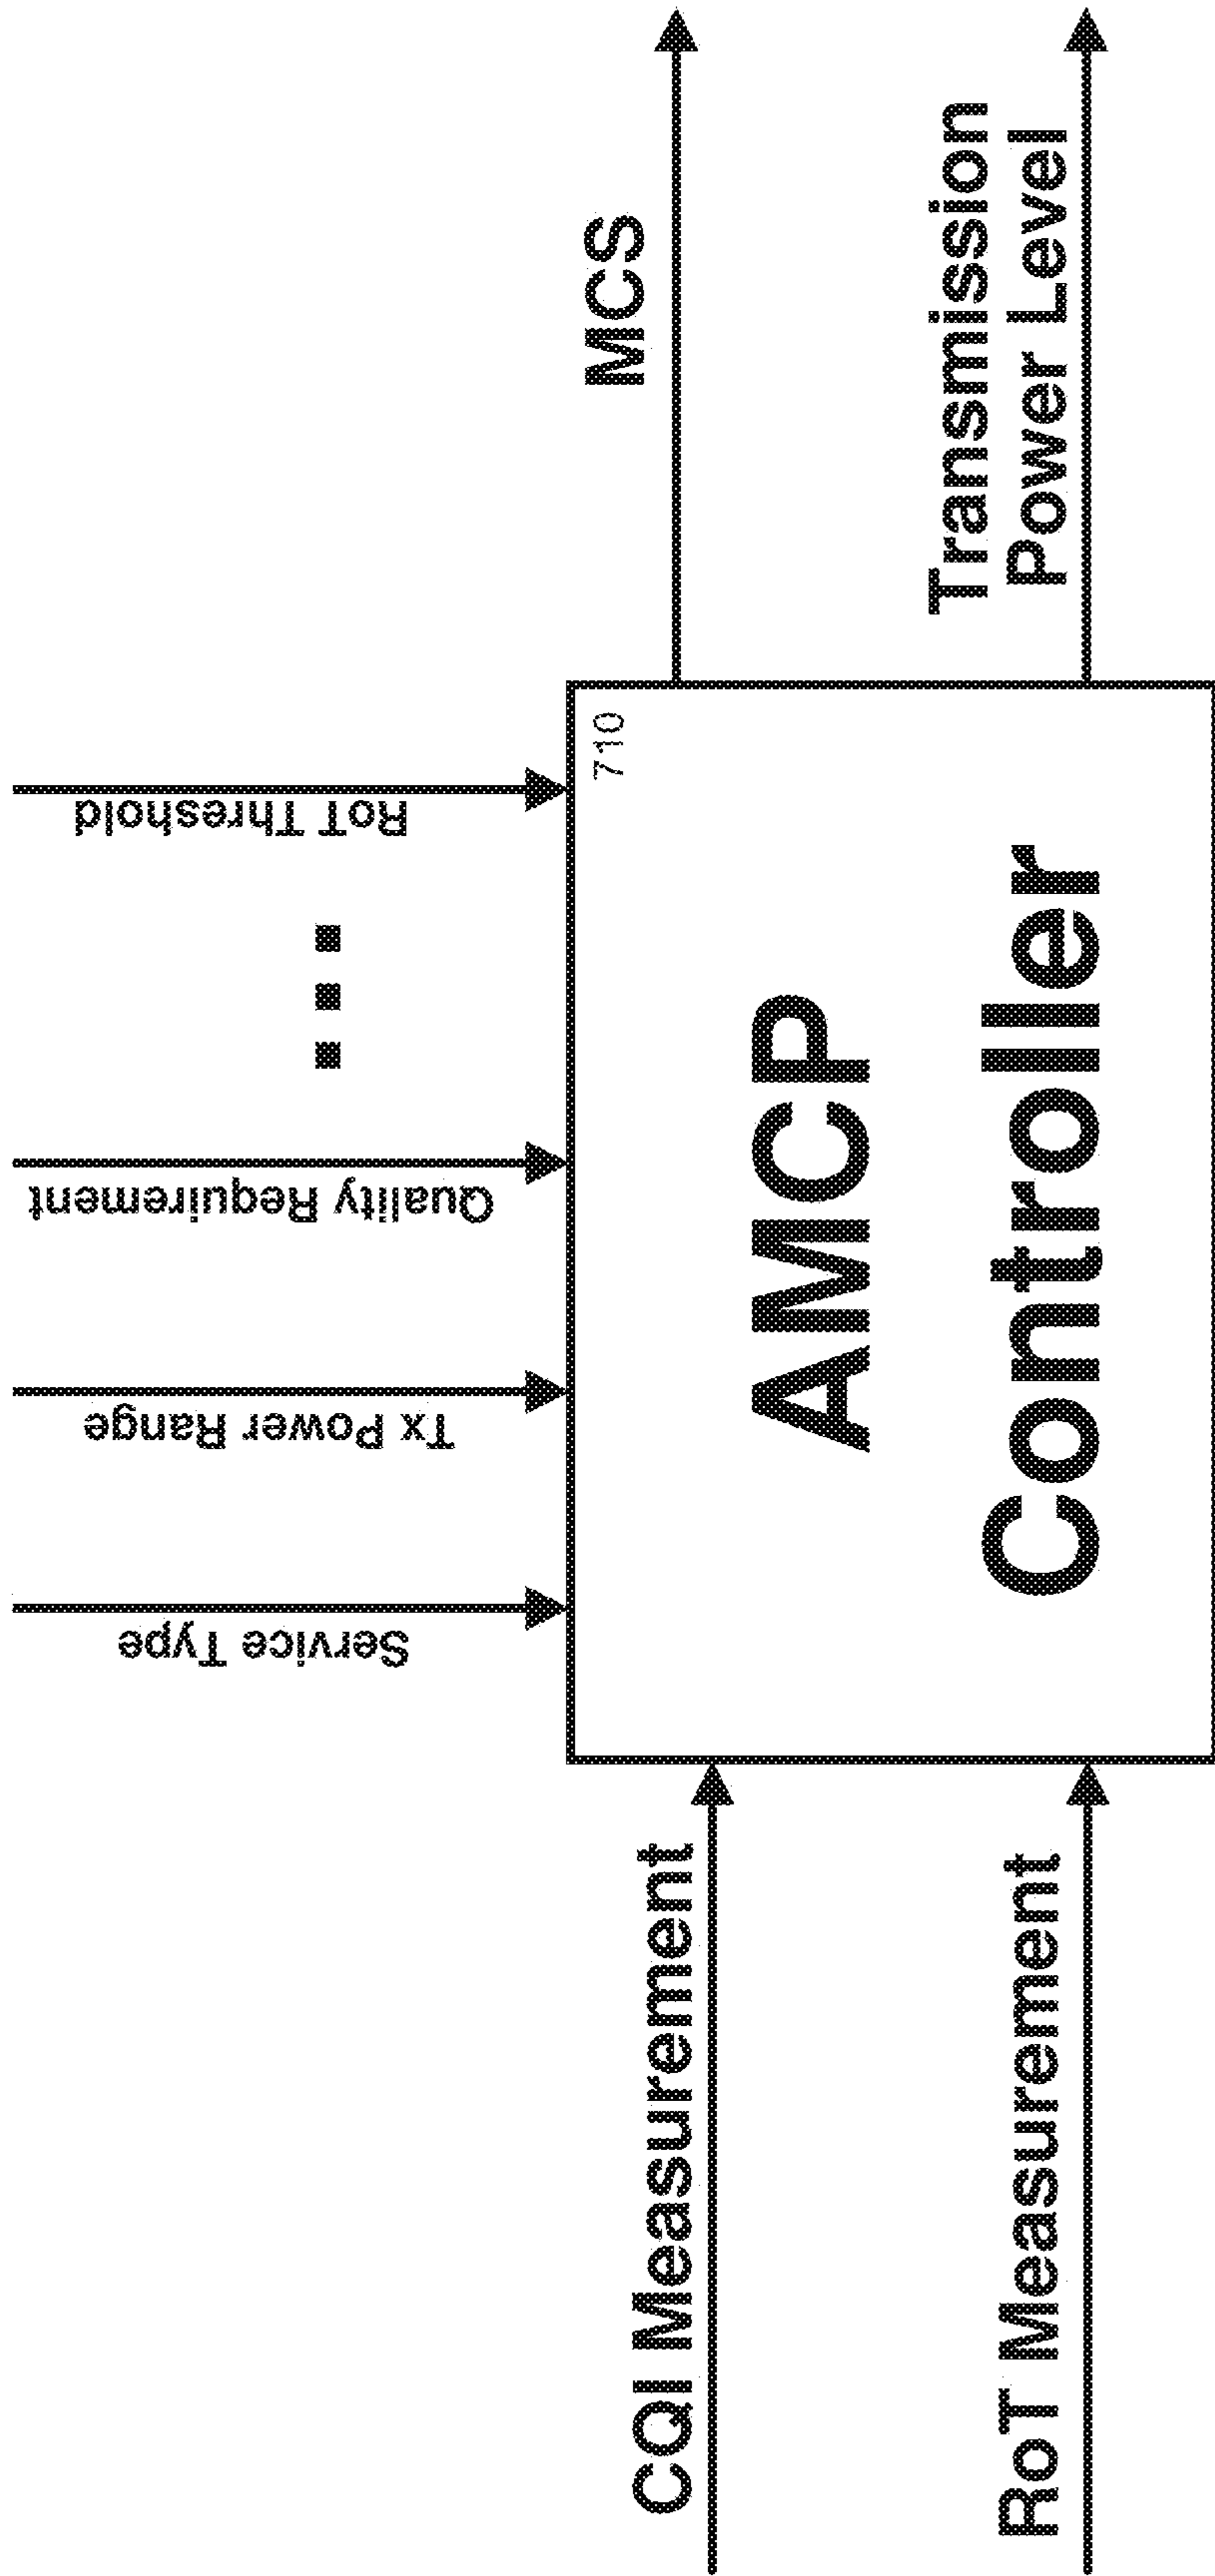 Service Type
Tx Power Range
Quality Requirement
...
RoT Threshold
CQI Measurement
RoT Measurement
710
AMCP
Controller
MCS
Transmission
Power Level